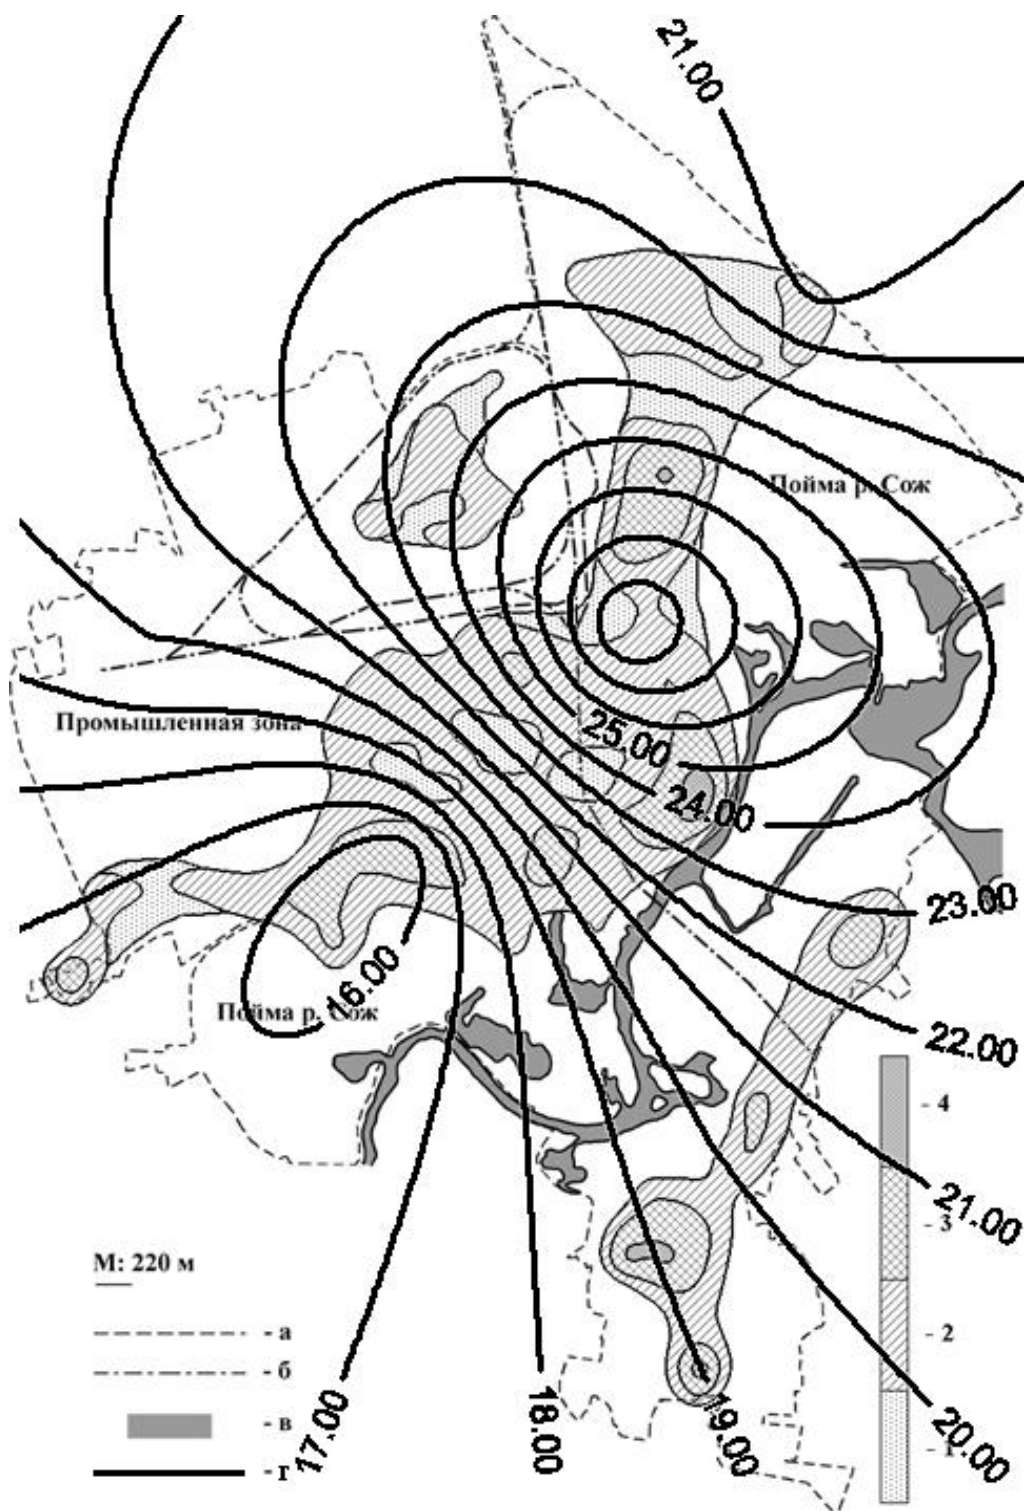 21.00
Пойма р. Сож
Промышленная зона
25.00
24.00
23.00
16.00
Пойма р. Сож
22.00
- 4
21.00
- 3
М: 220 м
- а
- 2
- б
- в
17.00
18.00
19.00
20.00
- 1
- г